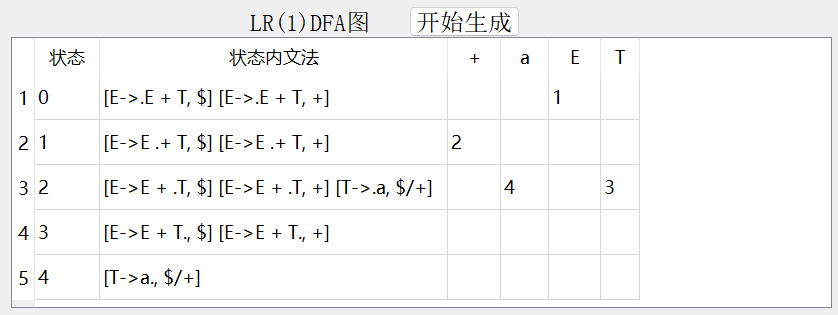 LR(1)DFA图 开始生成
状态 状态内文法 + a E T
1 0 [E->.E + T, $] [E->.E + T, +] 1
2 1 [E->E .+ T, $] [E->E .+ T, +] 2
3 2 [E->E + .T, $] [E->E + .T, +] [T->.a, $/+] 4 3
4 3 [E->E + T., $] [E->E + T., +]
5 4 [T->a., $/+]